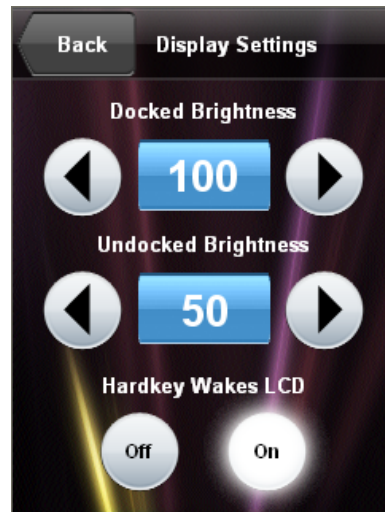 Back Display Settings
Docked Brightness
100
Undocked Brightness
50
Hardkey Wakes LCD
Off On